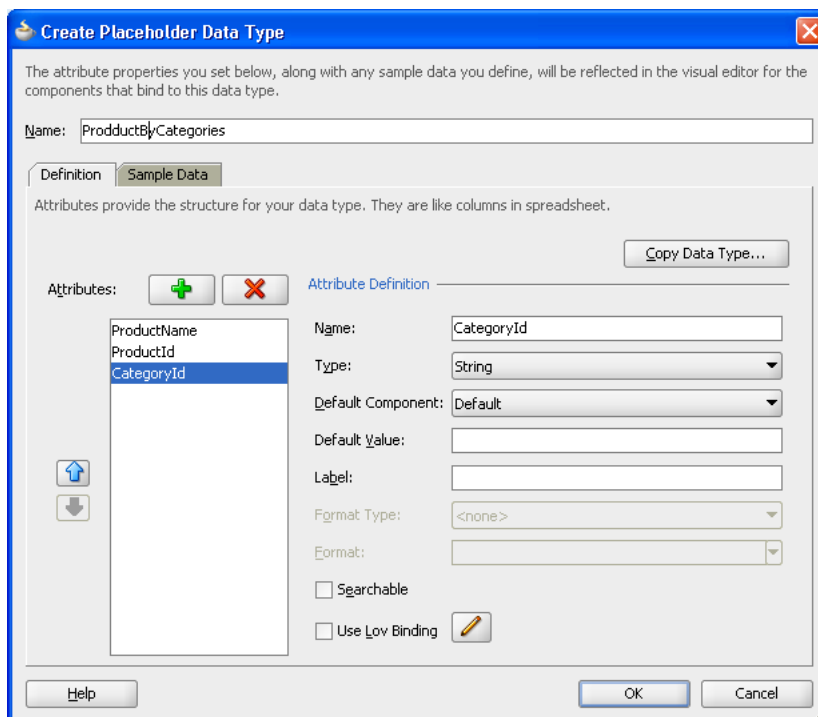 Create Placeholder Data Type
The attribute properties you set below, along with any sample data you define, will be reflected in the visual editor for the
components that bind to this data type.
Name: ProdductByCategories
Definition Sample Data
Attributes provide the structure for your data type. They are like columns in spreadsheet.
Copy Data Type...
Attributes:
Attribute Definition
ProductName
ProductId
CategoryId
Name: CategoryId
Type: String
Default Component: Default
Default Value:
Label:
Format Type: <none>
Format:
Searchable
Use Lov Binding
Help OK Cancel